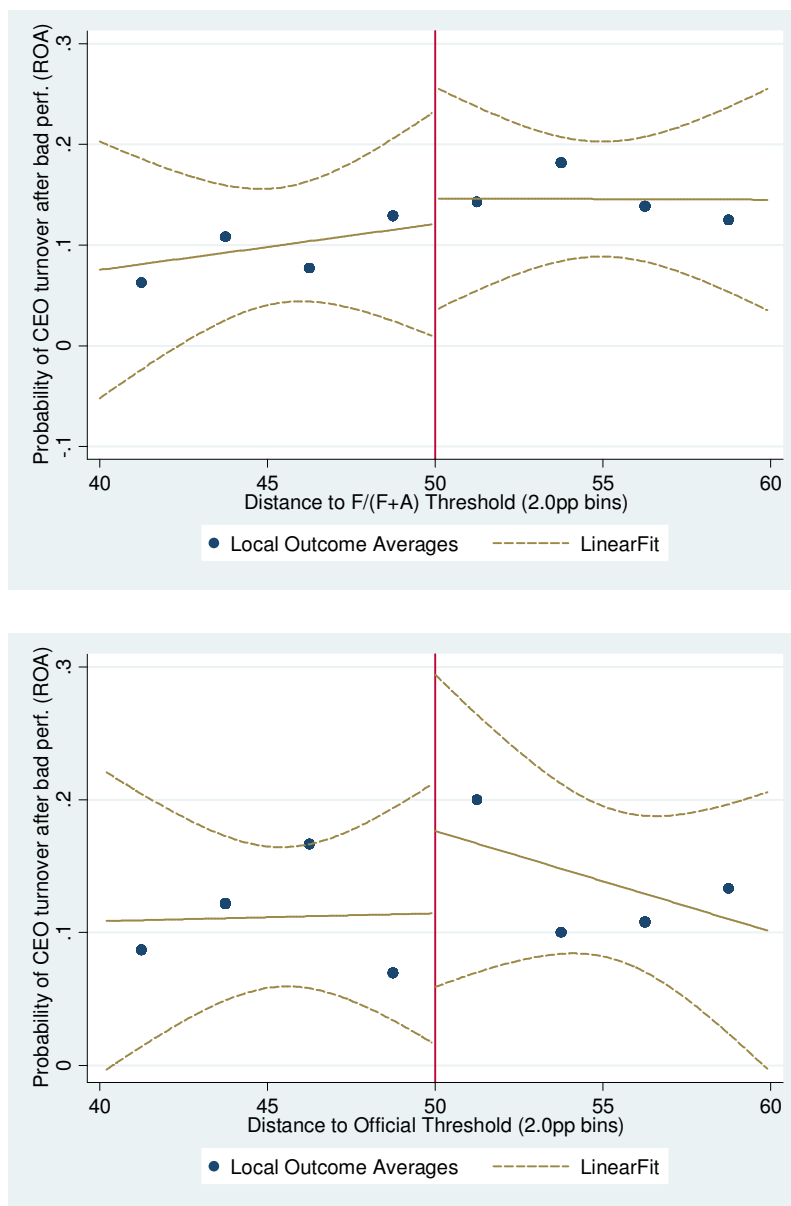 Probability of CEO turnover after bad perf. (ROA)
.3
.2
.1
0
-.1
40 45 50 55 60
Distance to F/(F+A) Threshold (2.0pp bins)
Local Outcome Averages LinearFit
Probability of CEO turnover after bad perf. (ROA)
.3
.2
.1
0
40 45 50 55 60
Distance to Official Threshold (2.0pp bins)
Local Outcome Averages LinearFit